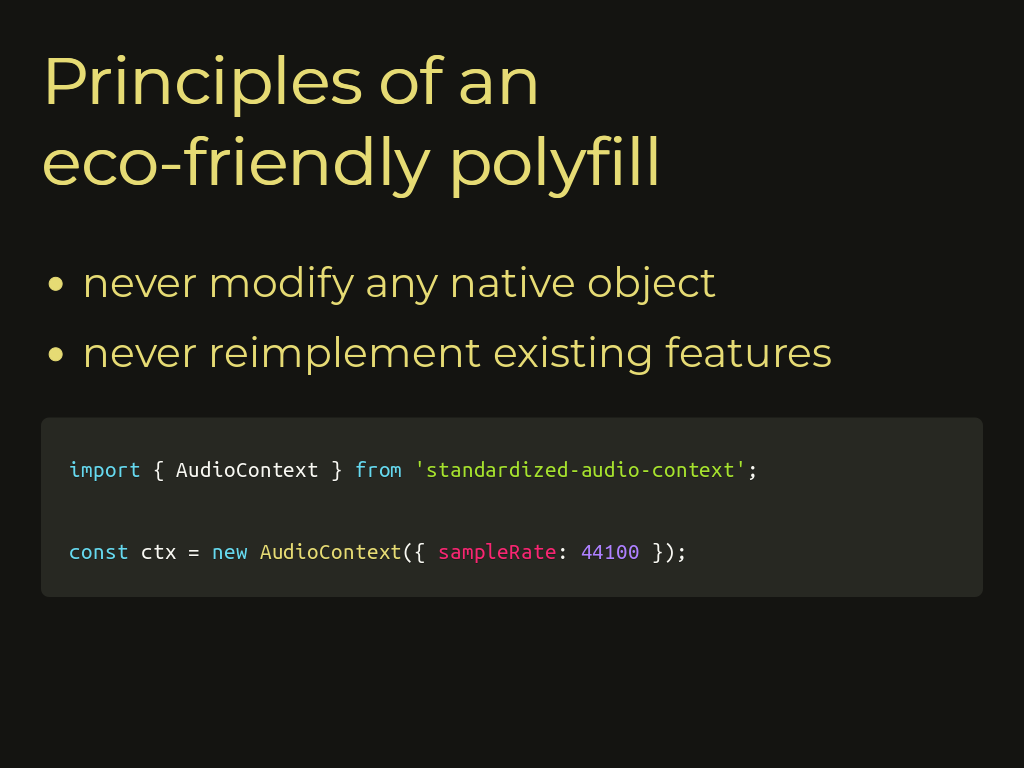 Principles of an
eco-friendly polyfill
• never modify any native object
• never reimplement existing features
import { AudioContext } from 'standardized-audio-context';
const ctx = new AudioContext({ sampleRate: 44100 });